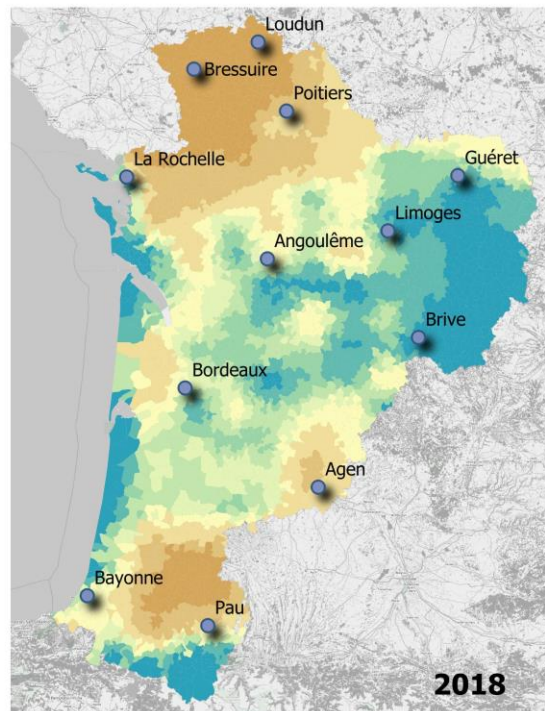 Loudun
Bressuire
Poitiers
La Rochelle
Guéret
Limoges
Angoulême
Brive
Bordeaux
Agen
Bayonne
Pau
2018